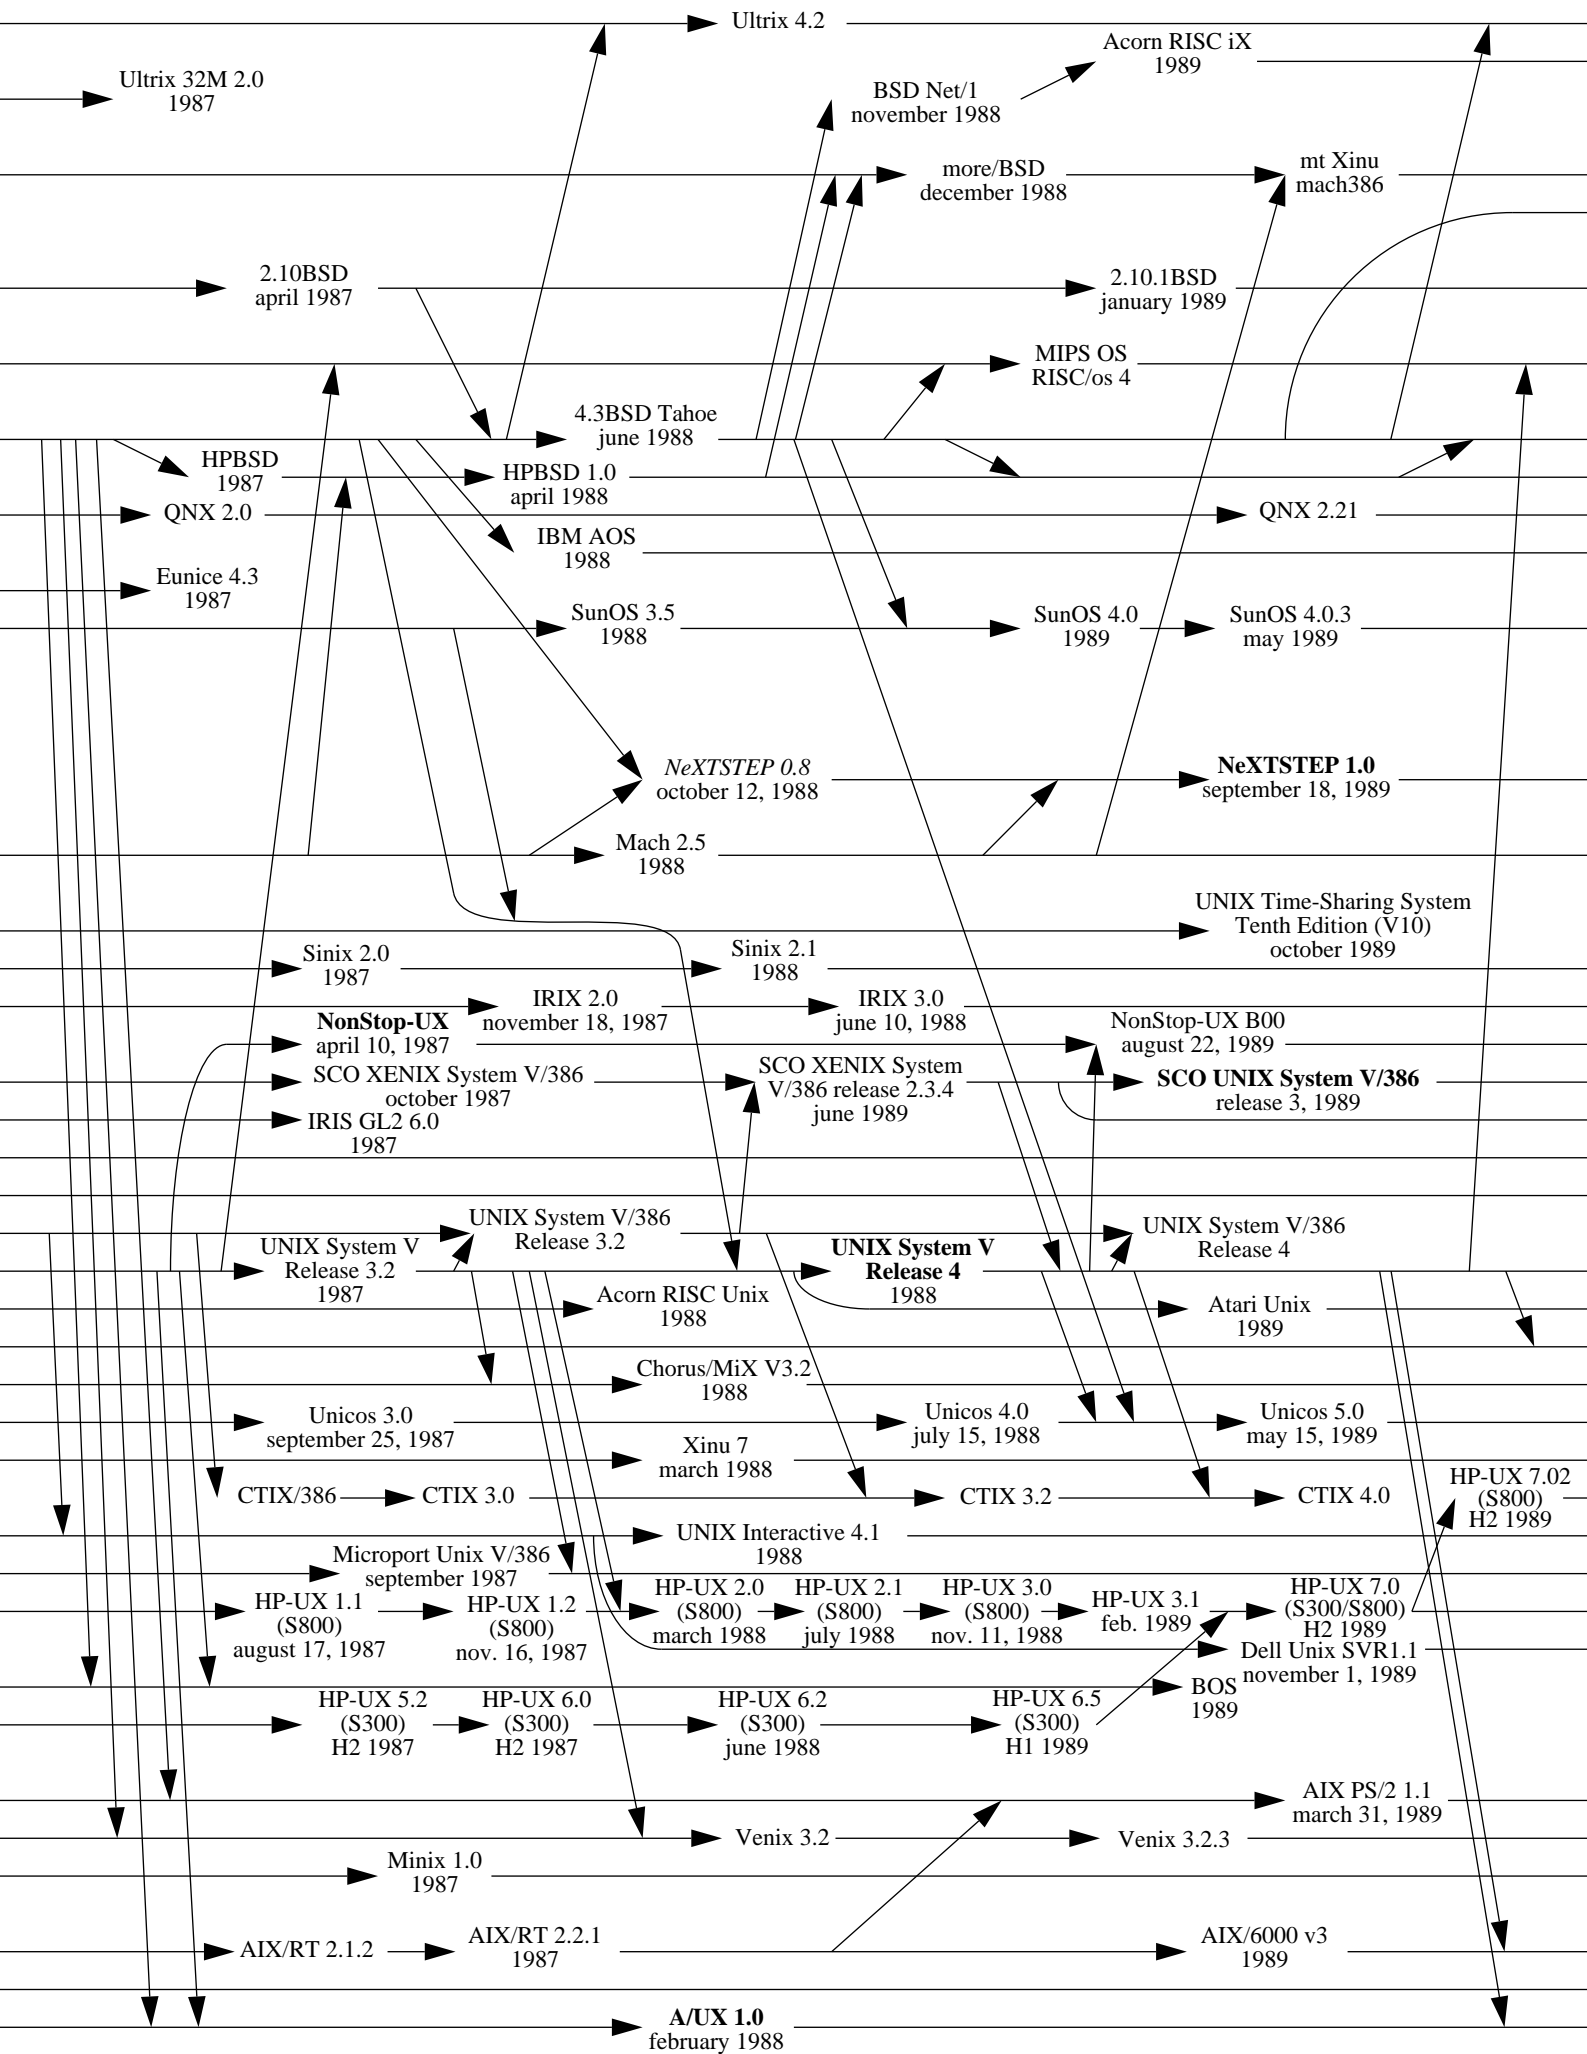 Ultrix 4.2
Acorn RISC iX
1989
Ultrix 32M 2.0
1987
BSD Net/1
november 1988
more/BSD
december 1988
mt Xinu
mach386
2.10BSD
april 1987
2.10.1BSD
january 1989
MIPS OS
RISC/os 4
4.3BSD Tahoe
june 1988
HPBSD
1987
HPBSD 1.0
april 1988
QNX 2.0
QNX 2.21
IBM AOS
1988
Eunice 4.3
1987
SunOS 3.5
1988
SunOS 4.0
1989
SunOS 4.0.3
may 1989
NeXTSTEP 0.8
october 12, 1988
NeXTSTEP 1.0
september 18, 1989
Mach 2.5
1988
UNIX Time-Sharing System
Tenth Edition (V10)
october 1989
Sinix 2.0
1987
Sinix 2.1
1988
IRIX 2.0
november 18, 1987
IRIX 3.0
june 10, 1988
NonStop-UX
april 10, 1987
NonStop-UX B00
august 22, 1989
SCO XENIX System V/386
october 1987
SCO XENIX System
V/386 release 2.3.4
june 1989
SCO UNIX System V/386
release 3, 1989
IRIS GL2 6.0
1987
UNIX System V/386
Release 3.2
UNIX System V/386
Release 4
UNIX System V
Release 3.2
1987
UNIX System V
Release 4
1988
Acorn RISC Unix
1988
Atari Unix
1989
Chorus/MiX V3.2
1988
Unicos 3.0
september 25, 1987
Unicos 4.0
july 15, 1988
Unicos 5.0
may 15, 1989
Xinu 7
march 1988
CTIX/386
CTIX 3.0
CTIX 3.2
CTIX 4.0
HP-UX 7.02
(S800)
H2 1989
UNIX Interactive 4.1
1988
Microport Unix V/386
september 1987
HP-UX 1.1
(S800)
august 17, 1987
HP-UX 1.2
(S800)
nov. 16, 1987
HP-UX 2.0
(S800)
march 1988
HP-UX 2.1
(S800)
july 1988
HP-UX 3.0
(S800)
nov. 11, 1988
HP-UX 3.1
feb. 1989
HP-UX 7.0
(S300/S800)
H2 1989
Dell Unix SVR1.1
november 1, 1989
BOS
1989
HP-UX 5.2
(S300)
H2 1987
HP-UX 6.0
(S300)
H2 1987
HP-UX 6.2
(S300)
june 1988
HP-UX 6.5
(S300)
H1 1989
AIX PS/2 1.1
march 31, 1989
Venix 3.2
Venix 3.2.3
Minix 1.0
1987
AIX/RT 2.1.2
AIX/RT 2.2.1
1987
AIX/6000 v3
1989
A/UX 1.0
february 1988